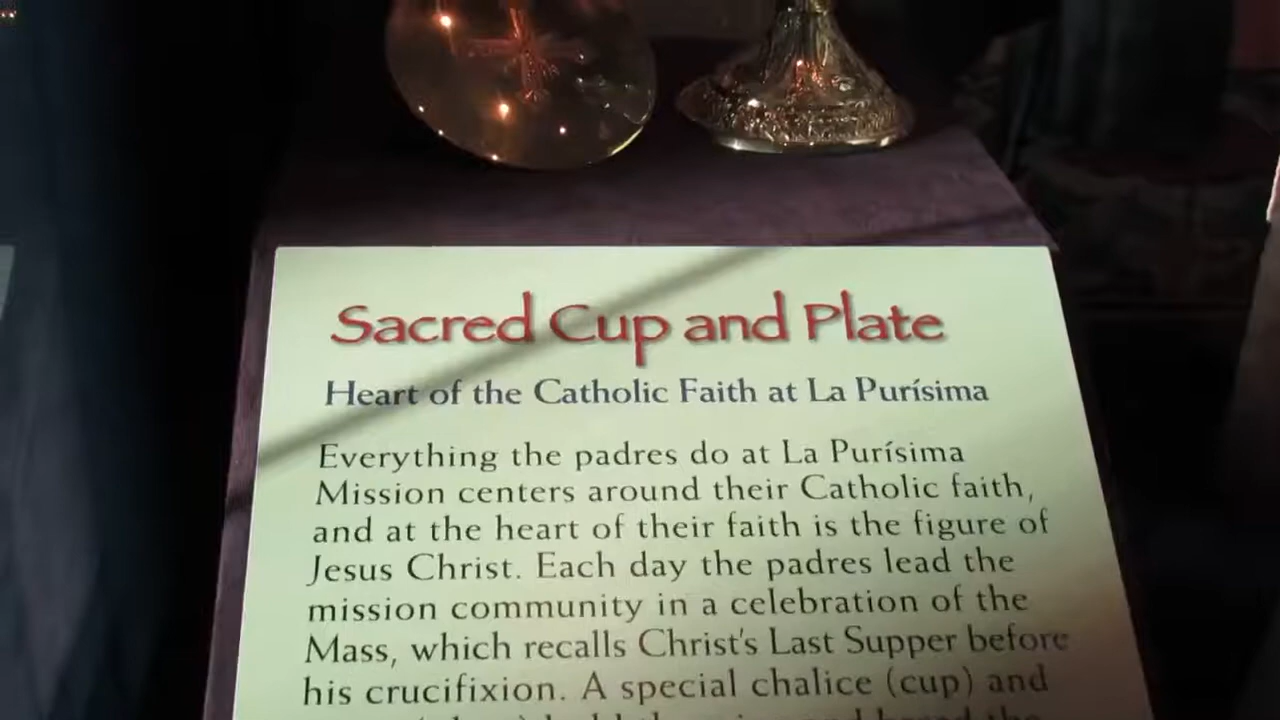 Sacred Cup and Plate
Heart of the Catholic Faith at La Purísima
Everything the padres do at La Purísima
Mission centers around their Catholic faith,
and at the heart of their faith is the figure of
Jesus Christ. Each day the padres lead the
mission community in a celebration of the
Mass, which recalls Christ's Last Supper before
his crucifixion. A special chalice (cup) and